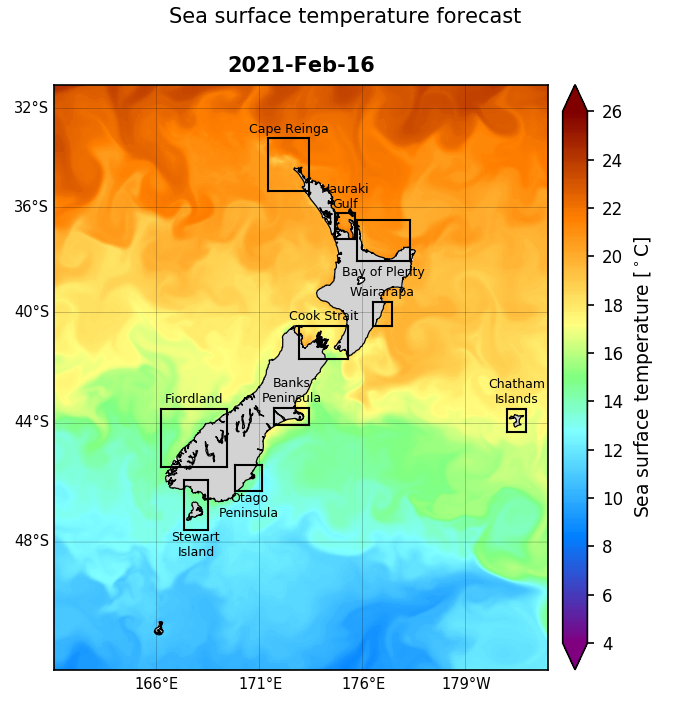 Sea surface temperature forecast
2021-Feb-16
32°S
36°S
40°S
44°S
48°S
Cape Reinga
Hauraki
Gulf
Bay of Plenty
Wairarapa
Cook Strait
Banks
Peninsula
Fiordland
Chatham
Islands
Otago
Peninsula
Stewart
Island
166°E
171°E
176°E
179°W
26
24
22
20
18
16
14
12
10
8
6
4
Sea surface temperature [°C]